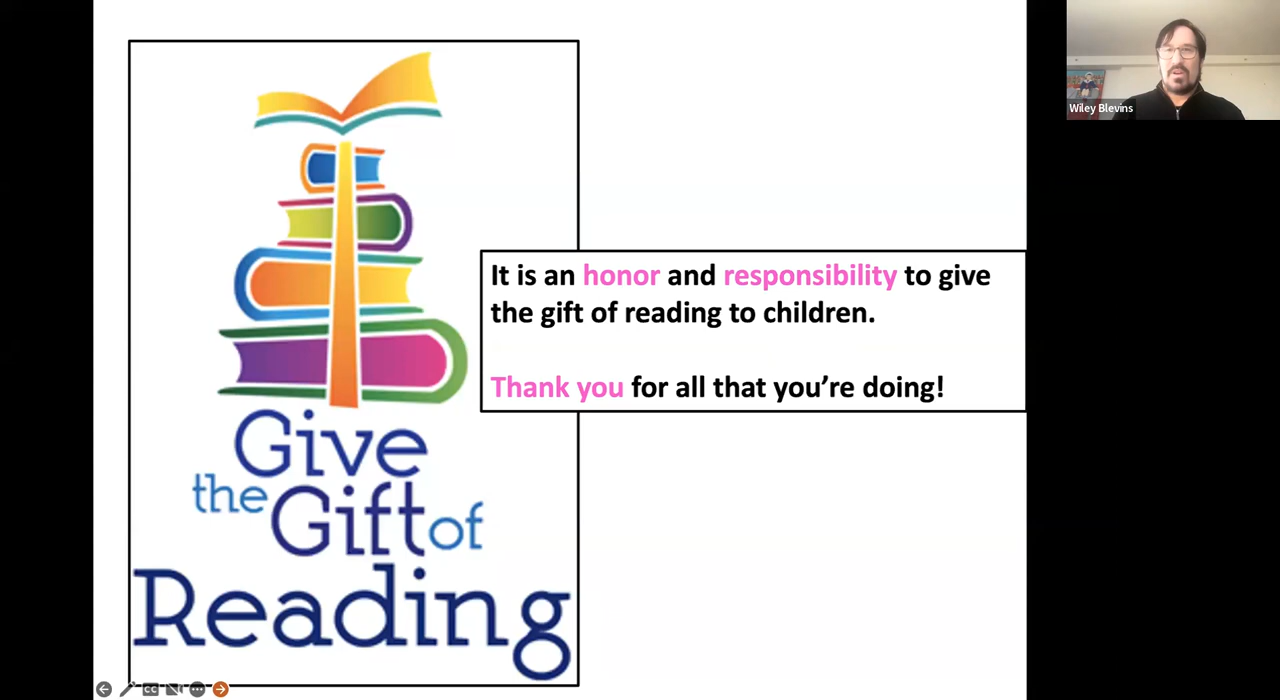 Give
the Gift of
Reading
It is an honor and responsibility to give
the gift of reading to children.
Thank you for all that you’re doing!
Wiley Blevins
CC